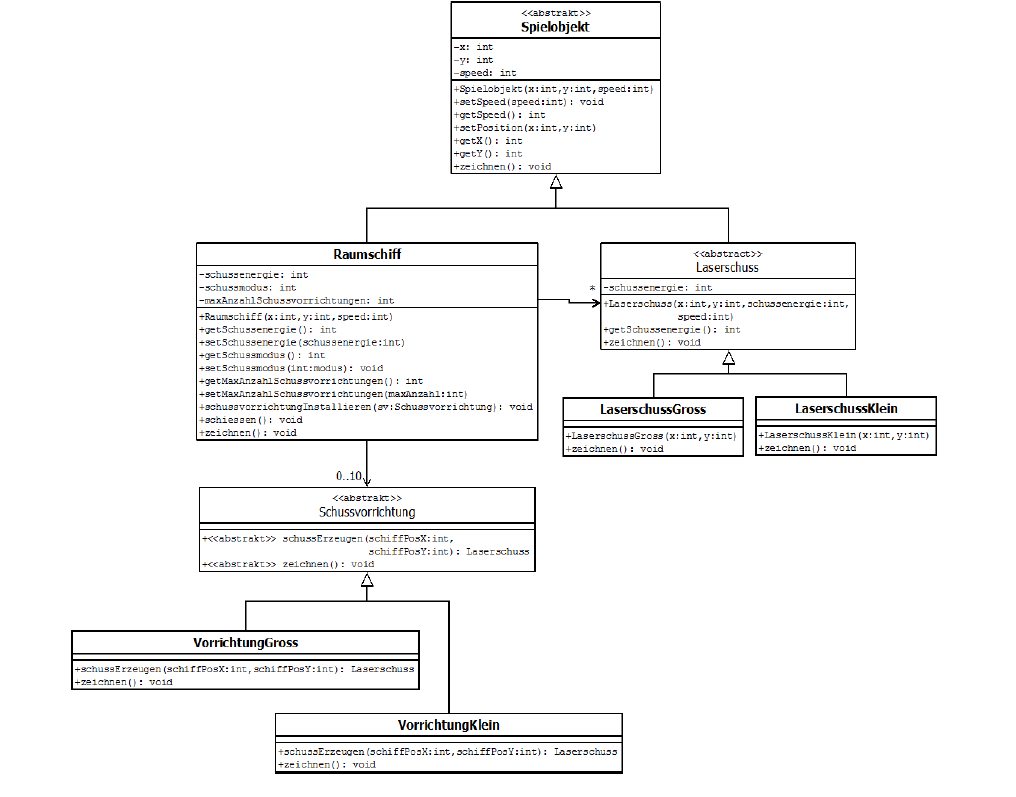 <<abstrakt>>
Spielobjekt
-x: int
-y: int
-speed: int
+Spielobjekt(x:int,y:int,speed:int)
+setSpeed(speed:int): void
+getSpeed(): int
+setPosition(x:int,y:int)
+getX(): int
+getY(): int
+zeichnen(): void
Raumschiff
-schussenergie: int
-schussmodus: int
-maxAnzahlSchussvorrichtungen: int
+Raumschiff(x:int,y:int,speed:int)
+getSchussenergie(): int
+setSchussenergie(schussenergie:int)
+getSchussmodus(): int
+setSchussmodus(int:modus): void
+getMaxAnzahlSchussvorrichtungen(): int
+setMaxAnzahlSchussvorrichtungen(maxAnzahl:int)
+schussvorrichtungInstallieren(sv:Schussvorrichtung): void
+schiessen(): void
+zeichnen(): void
*
<<abstract>>
Laserschuss
-schussenergie: int
+Laserschuss(x:int,y:int,schussenergie:int,
speed:int)
+getSchussenergie(): int
+zeichnen(): void
LaserschussGross
+LaserschussGross(x:int,y:int)
+zeichnen(): void
LaserschussKlein
+LaserschussKlein(x:int,y:int)
+zeichnen(): void
0..10
<<abstrakt>>
Schussvorrichtung
+<<abstrakt>> schussErzeugen(schiffPosX:int,
schiffPosY:int): Laserschuss
+<<abstrakt>> zeichnen(): void
VorrichtungGross
+schussErzeugen(schiffPosX:int,schiffPosY:int): Laserschuss
+zeichnen(): void
VorrichtungKlein
+schussErzeugen(schiffPosX:int,schiffPosY:int): Laserschuss
+zeichnen(): void